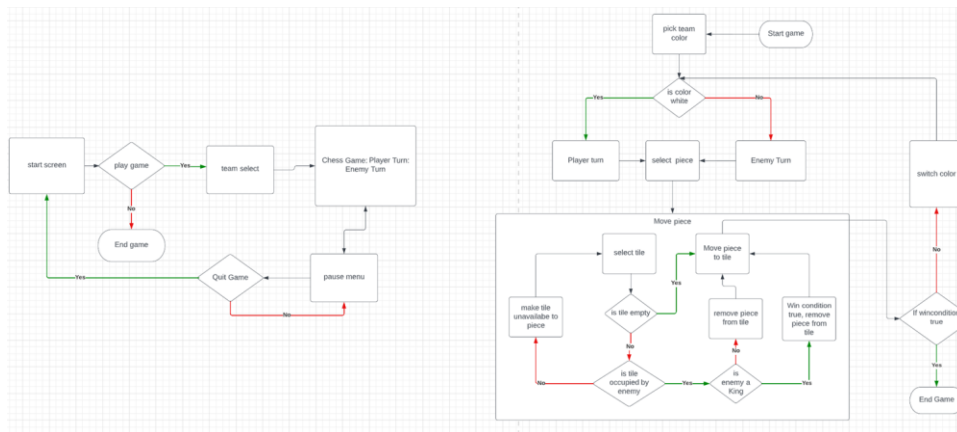 start screen
play game
Yes
No
End game
team select
Chess Game: Player Turn:
Enemy Turn
pause menu
Quit Game
Yes
No
Start game
pick team
color
is color
white
Yes
No
Player turn
select piece
Enemy Turn
switch color
Move piece
select tile
Move piece
to tile
make tile
unavailabe to
piece
is tile empty
Yes
No
remove piece
from tile
Win condition
true, remove
piece from
tile
is tile
occupied by
enemy
No
Yes
is
enemy a
King
No
Yes
If wincondition
true
No
Yes
End Game